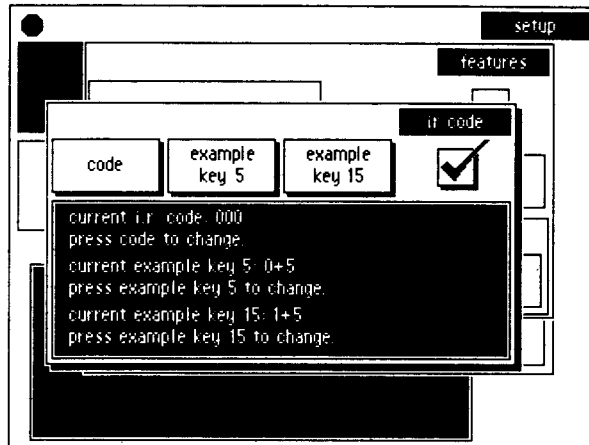 setup
features
ir code
code
example
key 5
example
key 15
current i.r code: 000
press code to change.
current example key 5: 0+5
press example key 5 to change.
current example key 15: 1+5
press example key 15 to change.